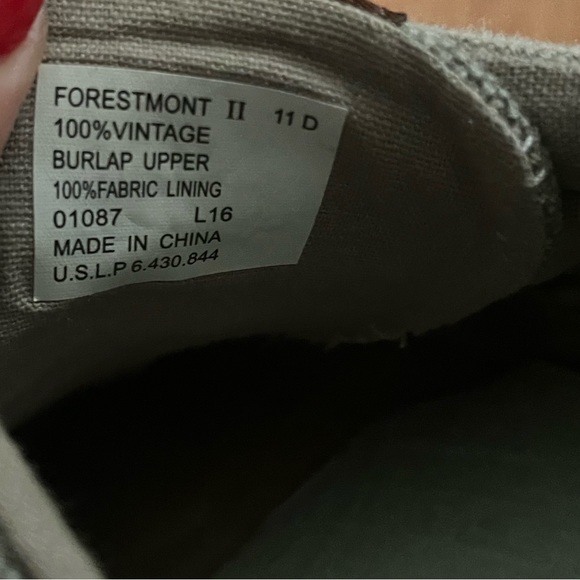 FORESTMONT II 11 D
100%VINTAGE
BURLAP UPPER
100%FABRIC LINING
01087 L16
MADE IN CHINA
U.S.L.P 6.430.844